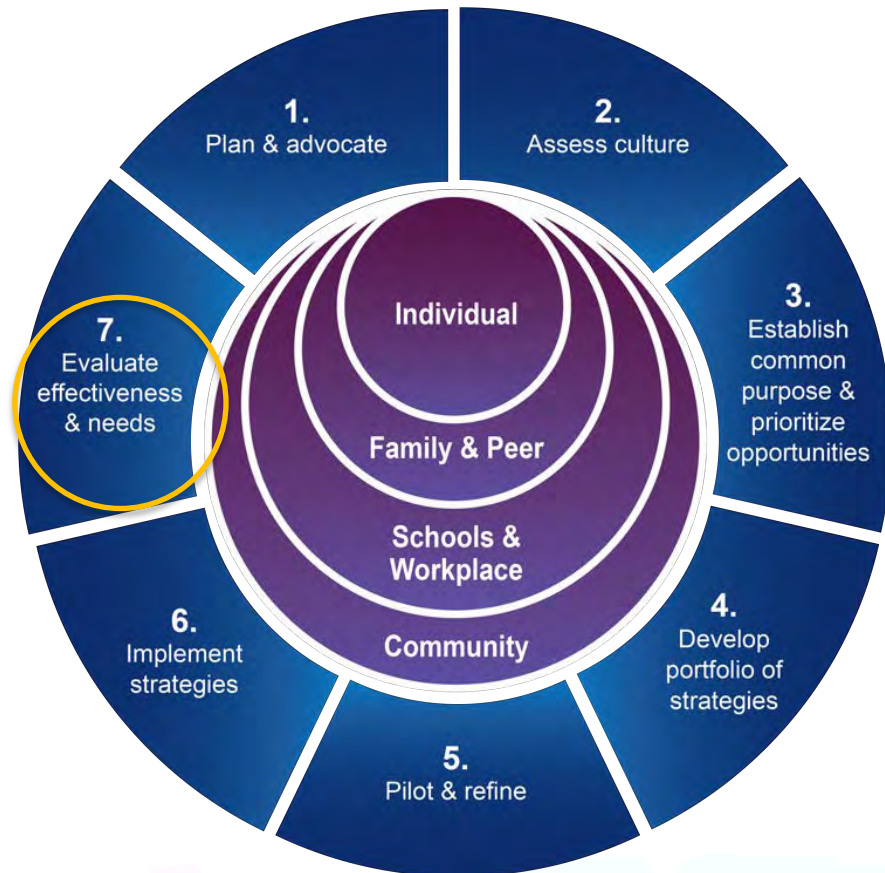 1.
Plan & advocate
2.
Assess culture
3.
Establish
common
purpose &
prioritize
opportunities
4.
Develop
portfolio of
strategies
5.
Pilot & refine
6.
Implement
strategies
7.
Evaluate
effectiveness
& needs
Individual
Family & Peer
Schools &
Workplace
Community